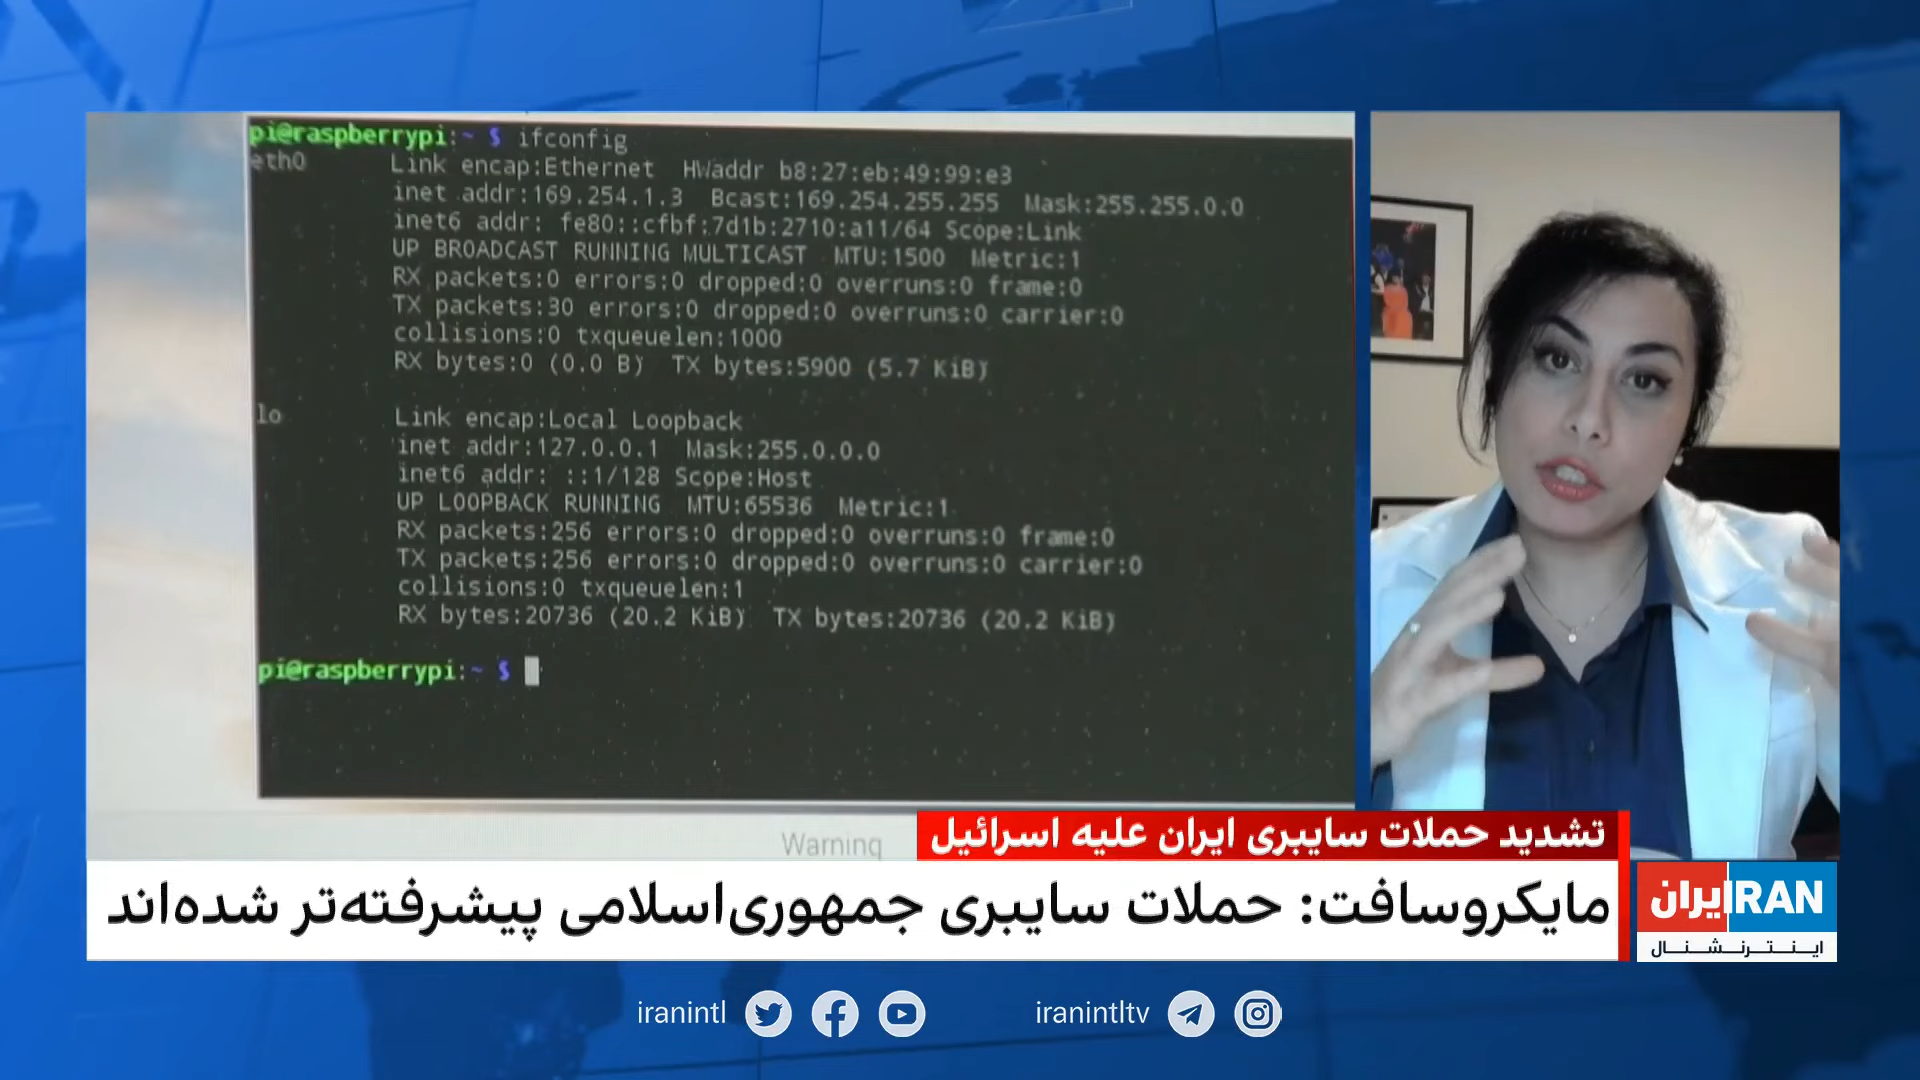 pi@raspberrypi:~ $ ifconfig
eth0 Link encap:Ethernet HWaddr b8:27:eb:49:99:e3
inet addr:169.254.1.3 Bcast:169.254.255.255 Mask:255.255.0.0
inet6 addr: fe80::cfbf:7d1b:2710:a11/64 Scope:Link
UP BROADCAST RUNNING MULTICAST MTU:1500 Metric:1
RX packets:0 errors:0 dropped:0 overruns:0 frame:0
TX packets:30 errors:0 dropped:0 overruns:0 carrier:0
collisions:0 txqueuelen:1000
RX bytes:0 (0.0 B) TX bytes:5900 (5.7 KiB)
lo Link encap:Local Loopback
inet addr:127.0.0.1 Mask:255.0.0.0
inet6 addr: ::1/128 Scope:Host
UP LOOPBACK RUNNING MTU:65536 Metric:1
RX packets:256 errors:0 dropped:0 overruns:0 frame:0
TX packets:256 errors:0 dropped:0 overruns:0 carrier:0
collisions:0 txqueuelen:1
RX bytes:20736 (20.2 KiB) TX bytes:20736 (20.2 KiB)
pi@raspberrypi:~ $
Warning
تشدید حملات سایبری ایران علیه اسرائیل
مایکروسافت: حملات سایبری جمهوری‌اسلامی پیشرفته‌تر شده‌اند
ایران IRAN
اینترنشنال
iranintl
iranintltv